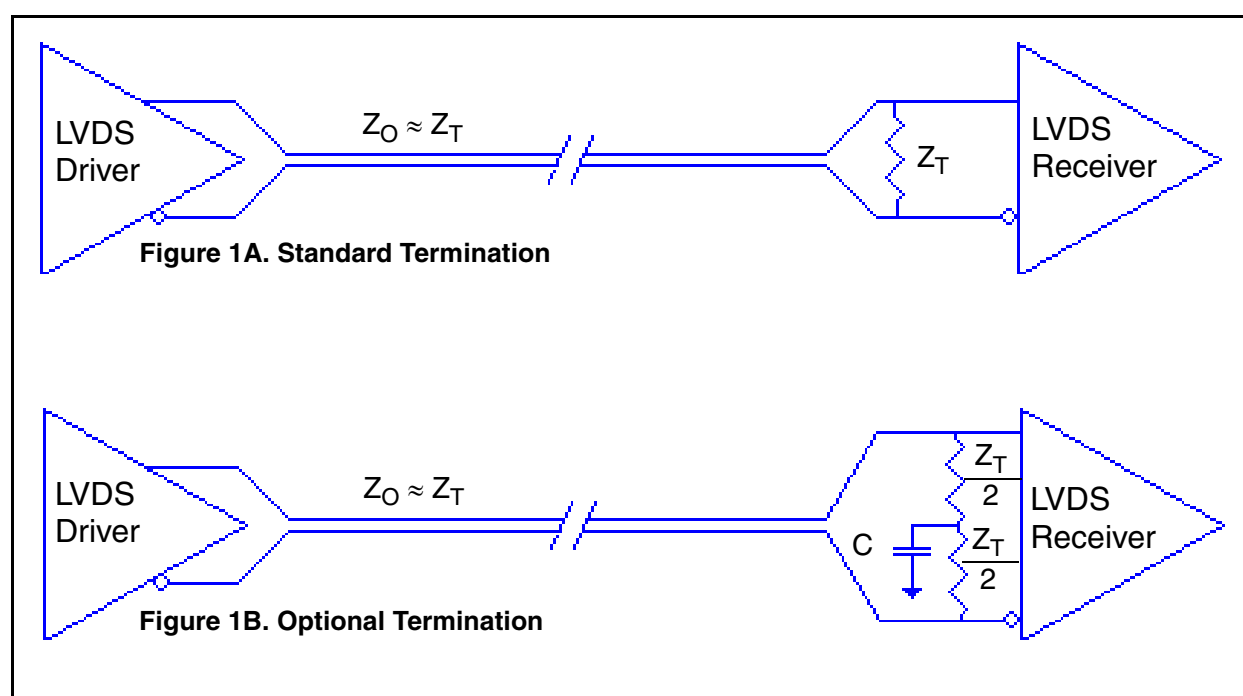 LVDS
Driver
Z_O ≈ Z_T
Z_T
LVDS
Receiver
Figure 1A. Standard Termination
LVDS
Driver
Z_O ≈ Z_T
C
Z_T
2
Z_T
2
LVDS
Receiver
Figure 1B. Optional Termination